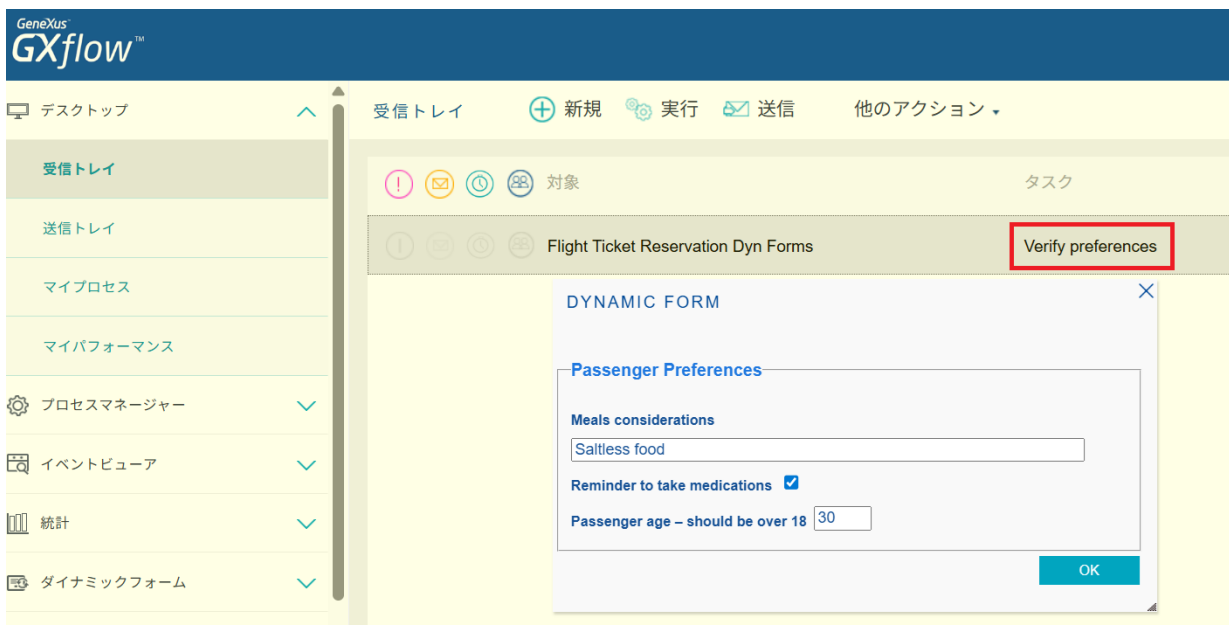 GeneXus
GXflow™
デスクトップ
受信トレイ
送信トレイ
マイプロセス
マイパフォーマンス
プロセスマネージャー
イベントビューア
統計
ダイナミックフォーム
受信トレイ 新規 実行 送信 他のアクション
対象 タスク
Flight Ticket Reservation Dyn Forms Verify preferences
DYNAMIC FORM
Passenger Preferences
Meals considerations
Saltless food
Reminder to take medications
Passenger age – should be over 18 30
OK